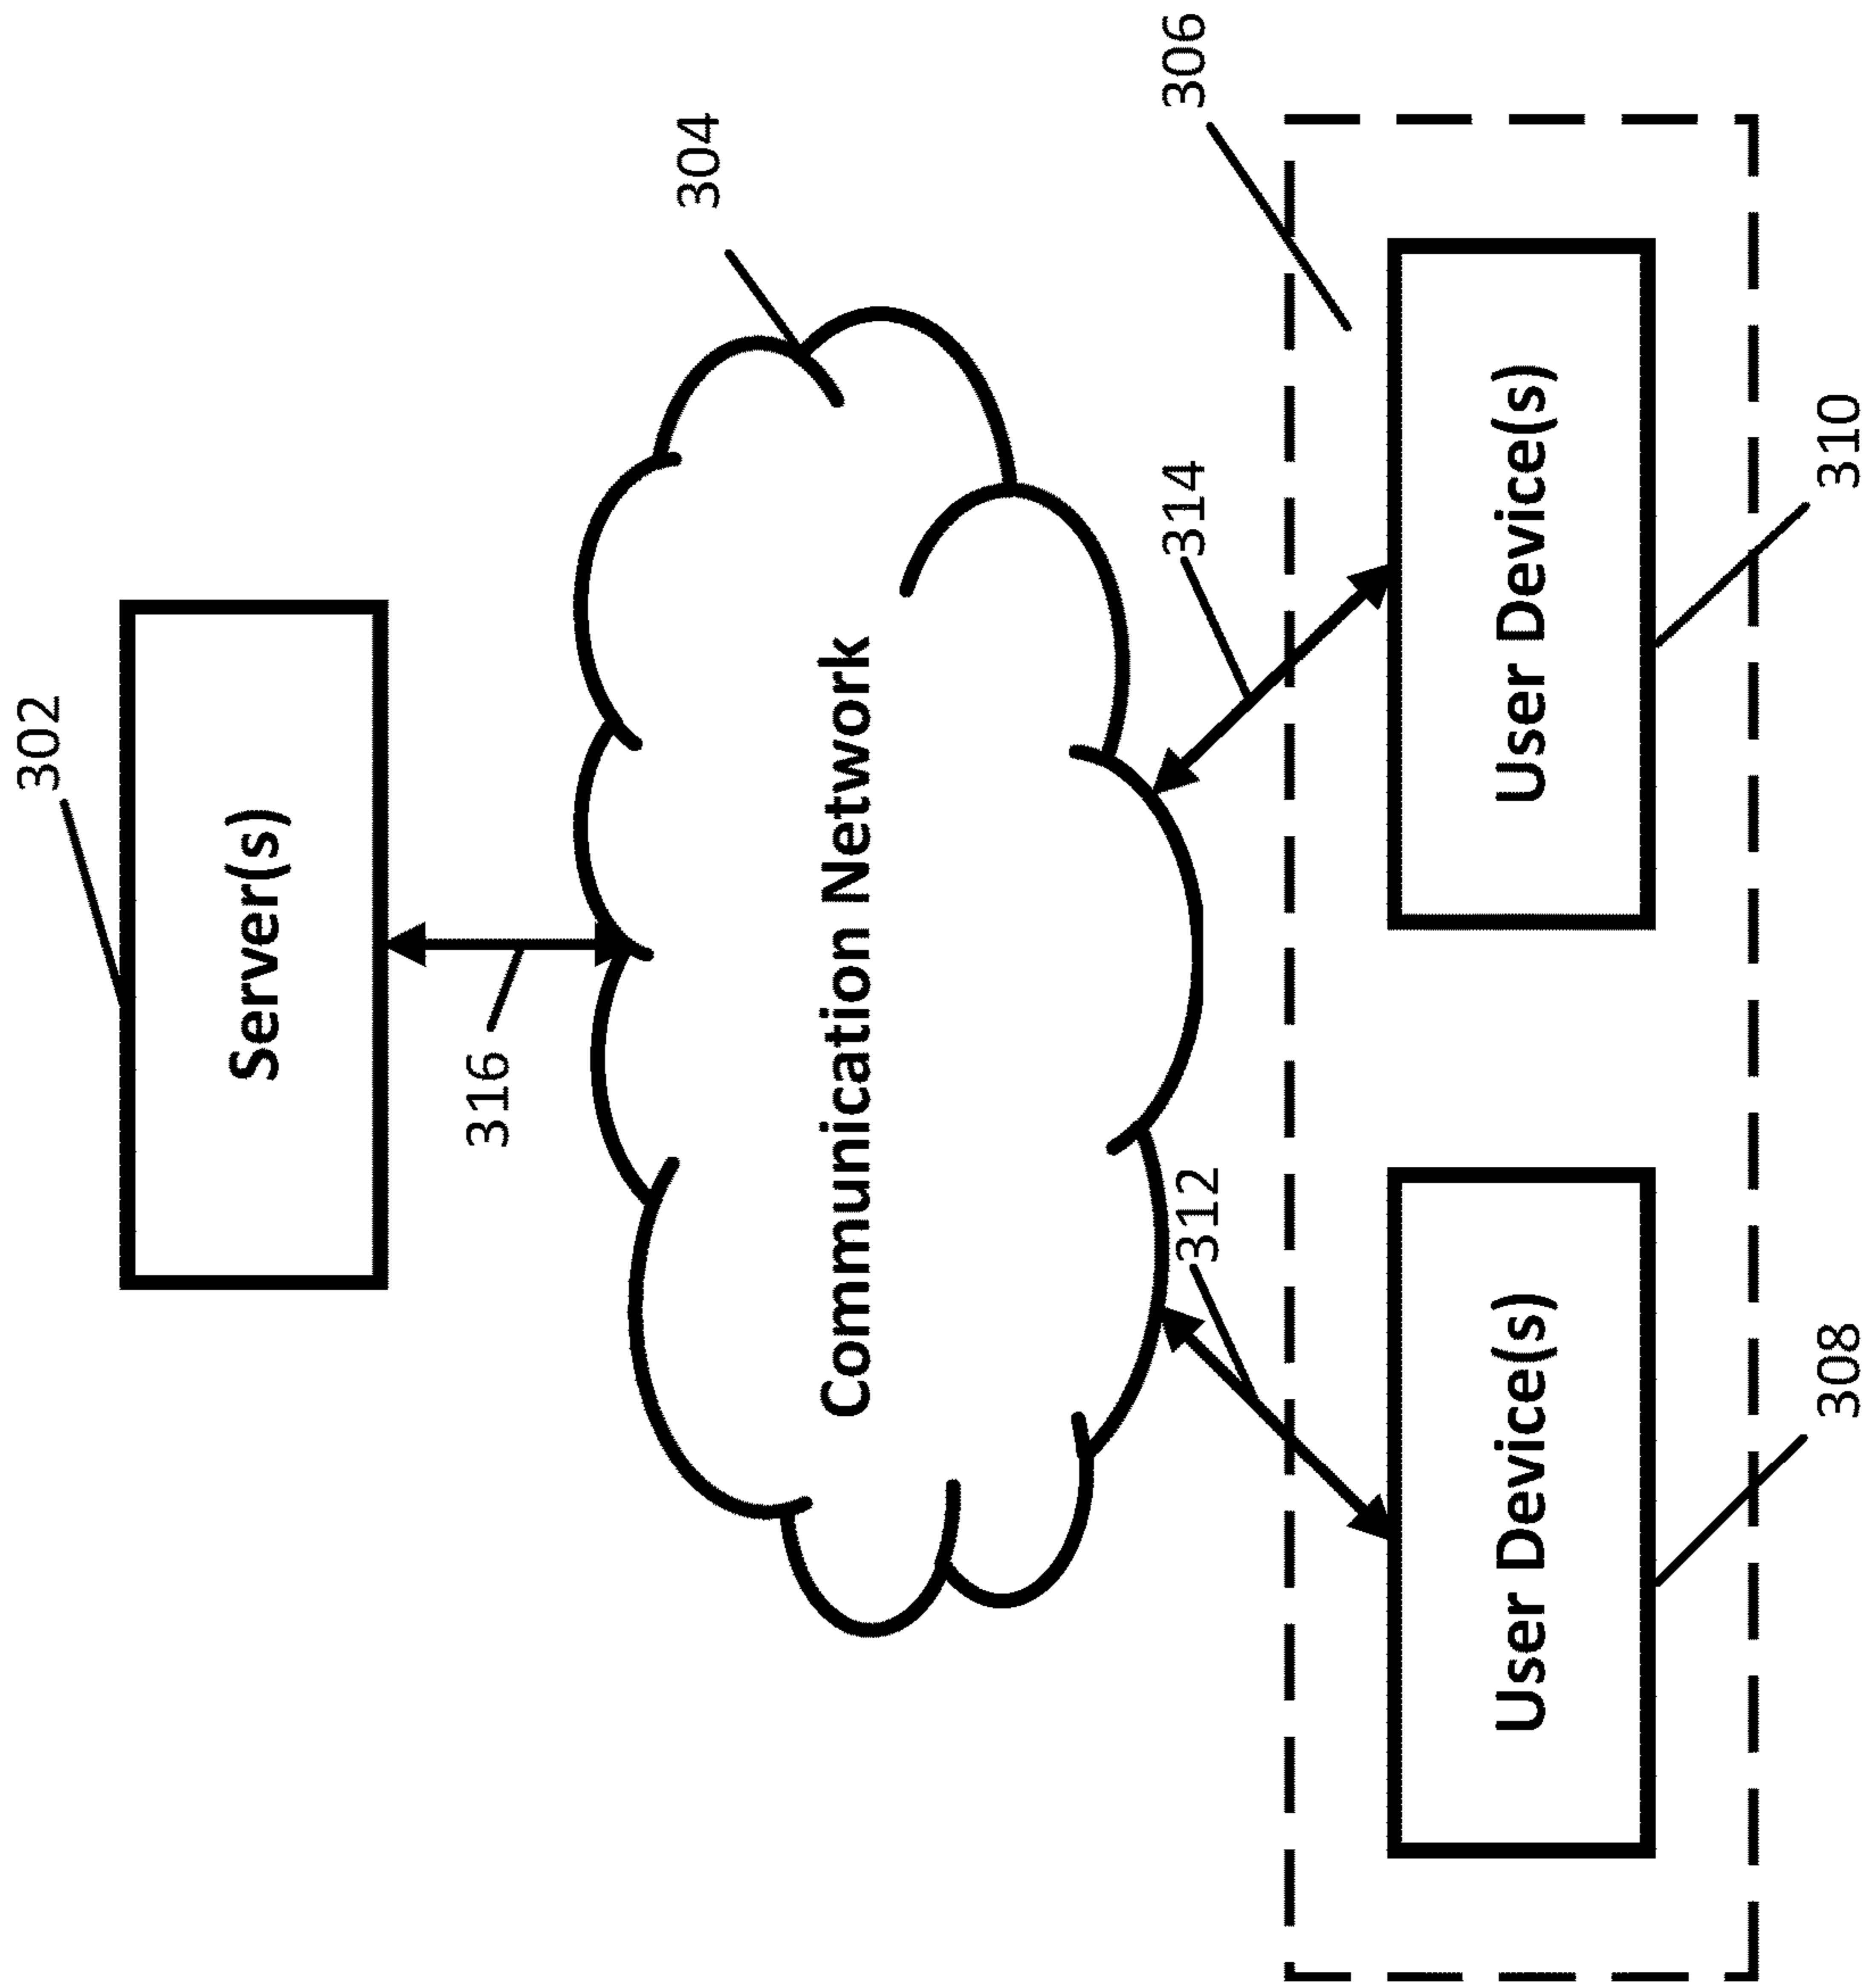 302
Server(s)
316
304
Communication Network
312
314
306
User Device(s)
User Device(s)
308
310